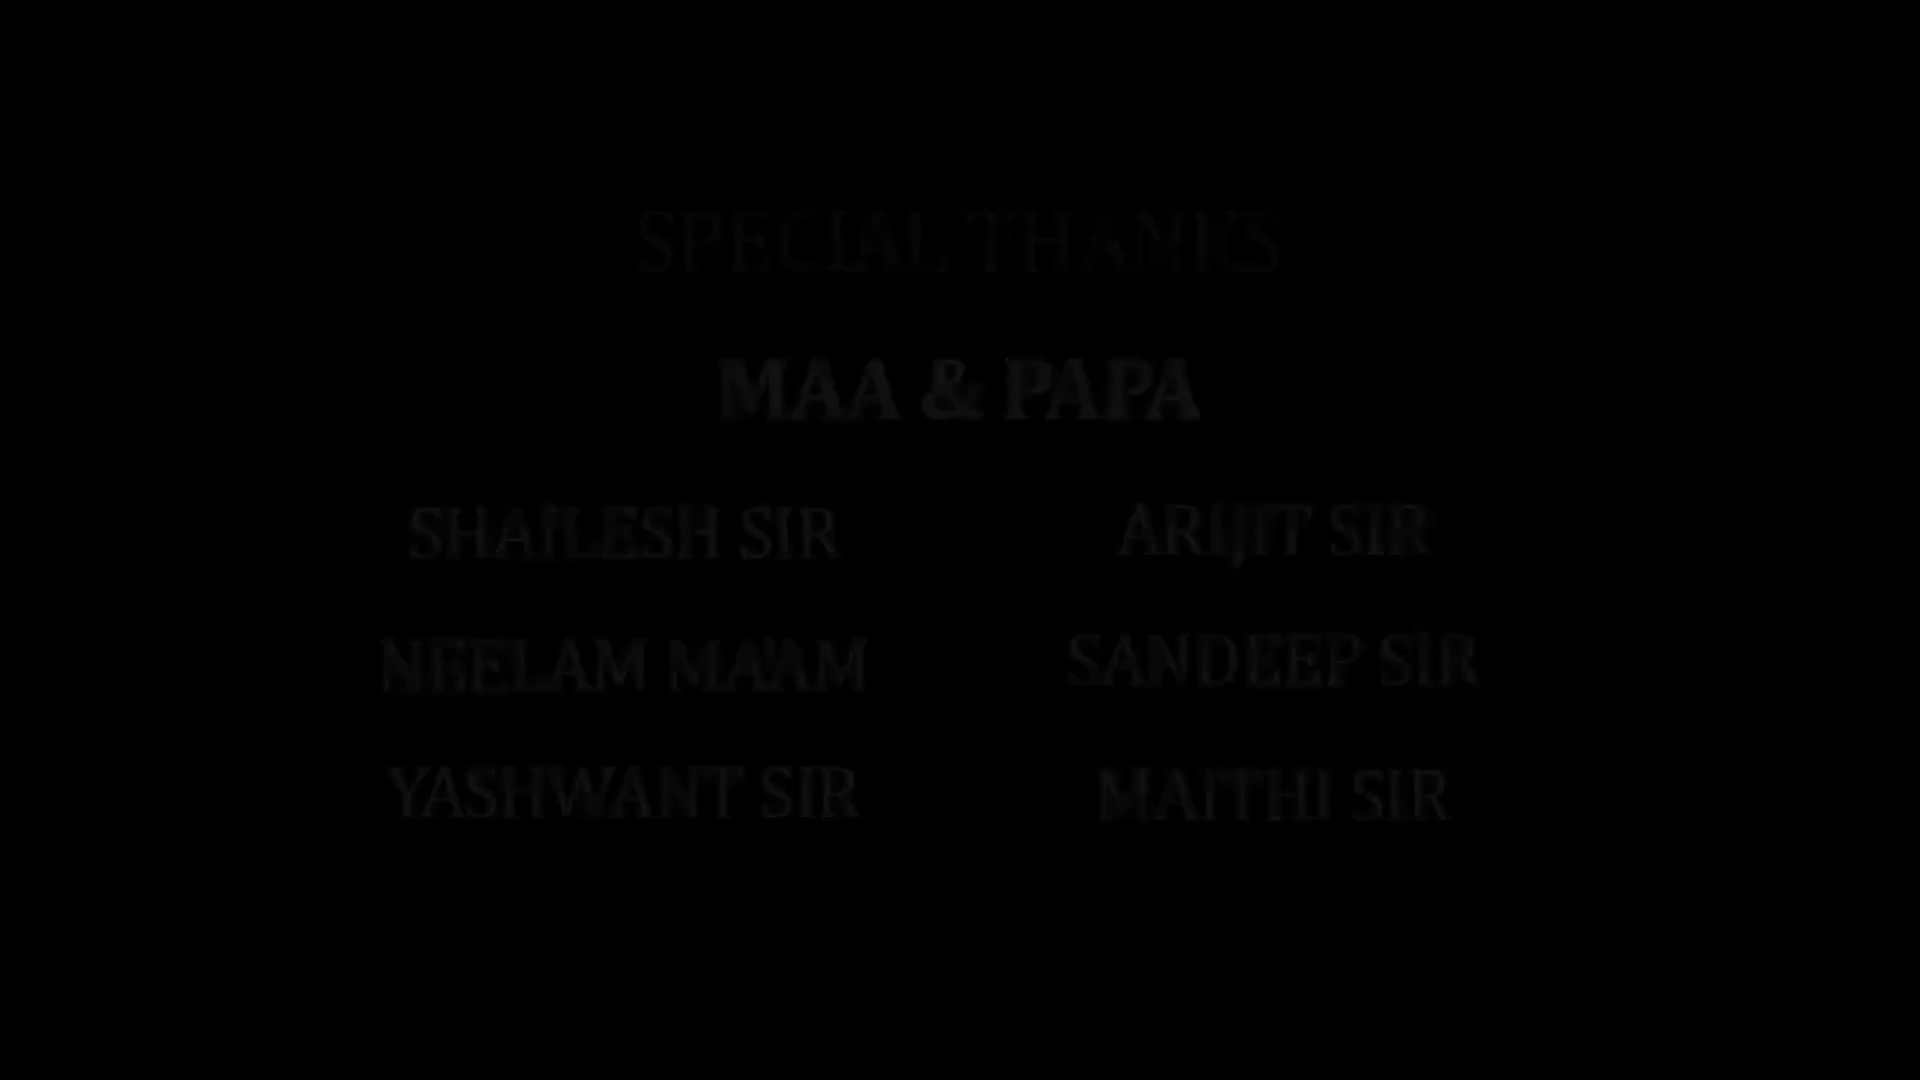 SPECIAL THANKS
MAA & PAPA
SHAILESH SIR
ARIJIT SIR
NEELAM MA'AM
SANDEEP SIR
YASHWANT SIR
MAITHI SIR